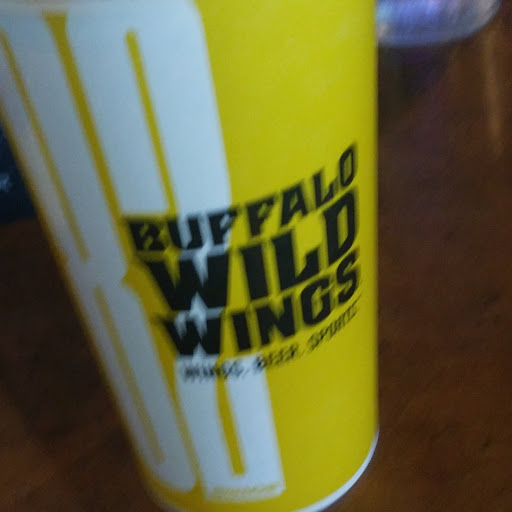 BUFFALO
WILD
WINGS
WINGS. BEER. SPORTS.